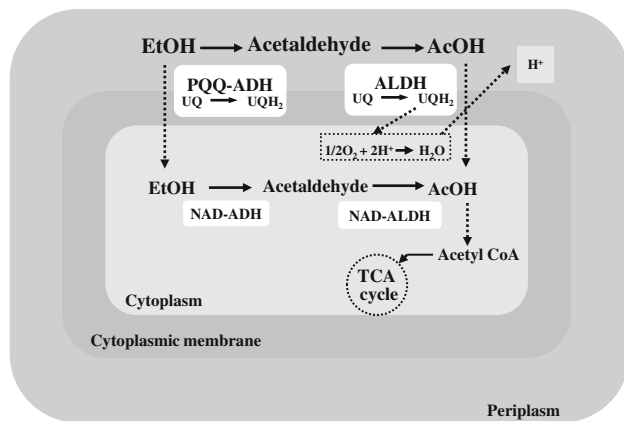 EtOH → Acetaldehyde → AcOH
H⁺
PQQ-ADH
UQ → UQH₂
ALDH
UQ → UQH₂
1/2O₂ + 2H⁺ → H₂O
EtOH → Acetaldehyde → AcOH
NAD-ADH
NAD-ALDH
Acetyl CoA
TCA
cycle
Cytoplasm
Cytoplasmic membrane
Periplasm